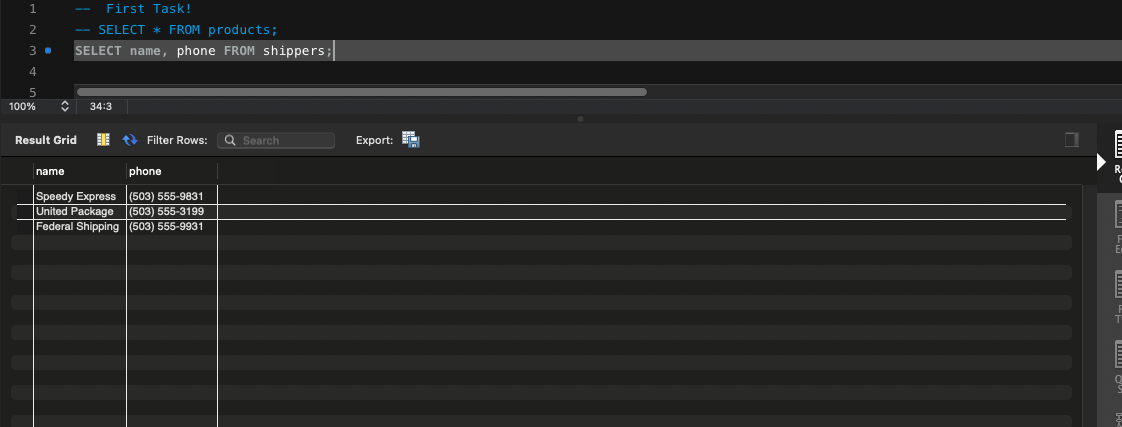 1 --  First Task!
2 -- SELECT * FROM products;
3 SELECT name, phone FROM shippers;
4
5
100% 34:3
Result Grid Filter Rows: Search Export:
name phone
Speedy Express (503) 555-9831
United Package (503) 555-3199
Federal Shipping (503) 555-9931